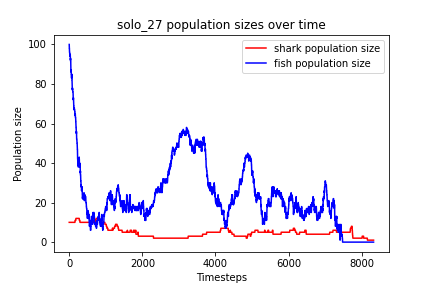 solo_27 population sizes over time
shark population size
fish population size
Population size
100
80
60
40
20
0
0
2000
4000
6000
8000
Timesteps